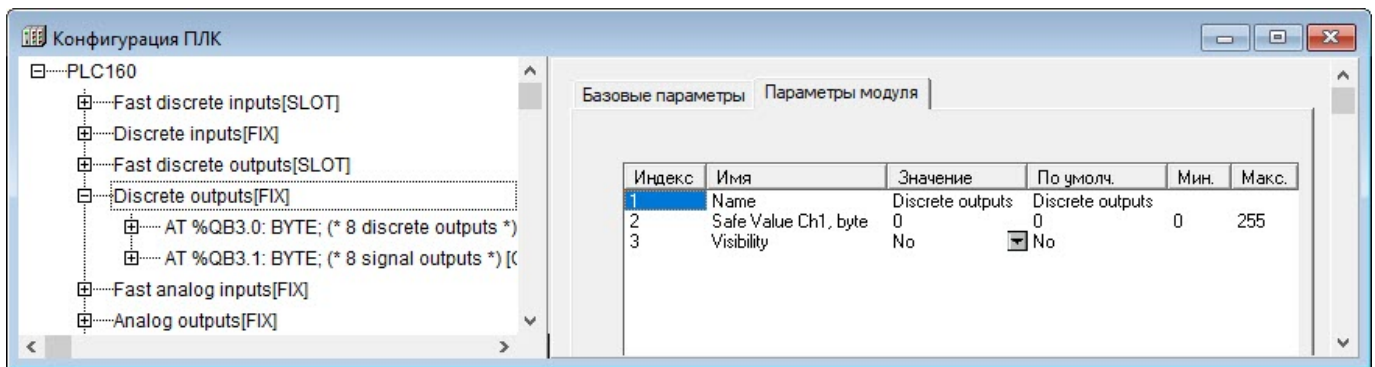 Конфигурация ПЛК
PLC160
Fast discrete inputs[SLOT]
Discrete inputs[FIX]
Fast discrete outputs[SLOT]
Discrete outputs[FIX]
AT %QB3.0: BYTE; (* 8 discrete outputs *)
AT %QB3.1: BYTE; (* 8 signal outputs *) [(
Fast analog inputs[FIX]
Analog outputs[FIX]
Базовые параметры Параметры модуля
Индекс Имя Значение По умолч. Мин. Макс.
1 Name Discrete outputs Discrete outputs
2 Safe Value Ch1, byte 0 0 0 255
3 Visibility No No